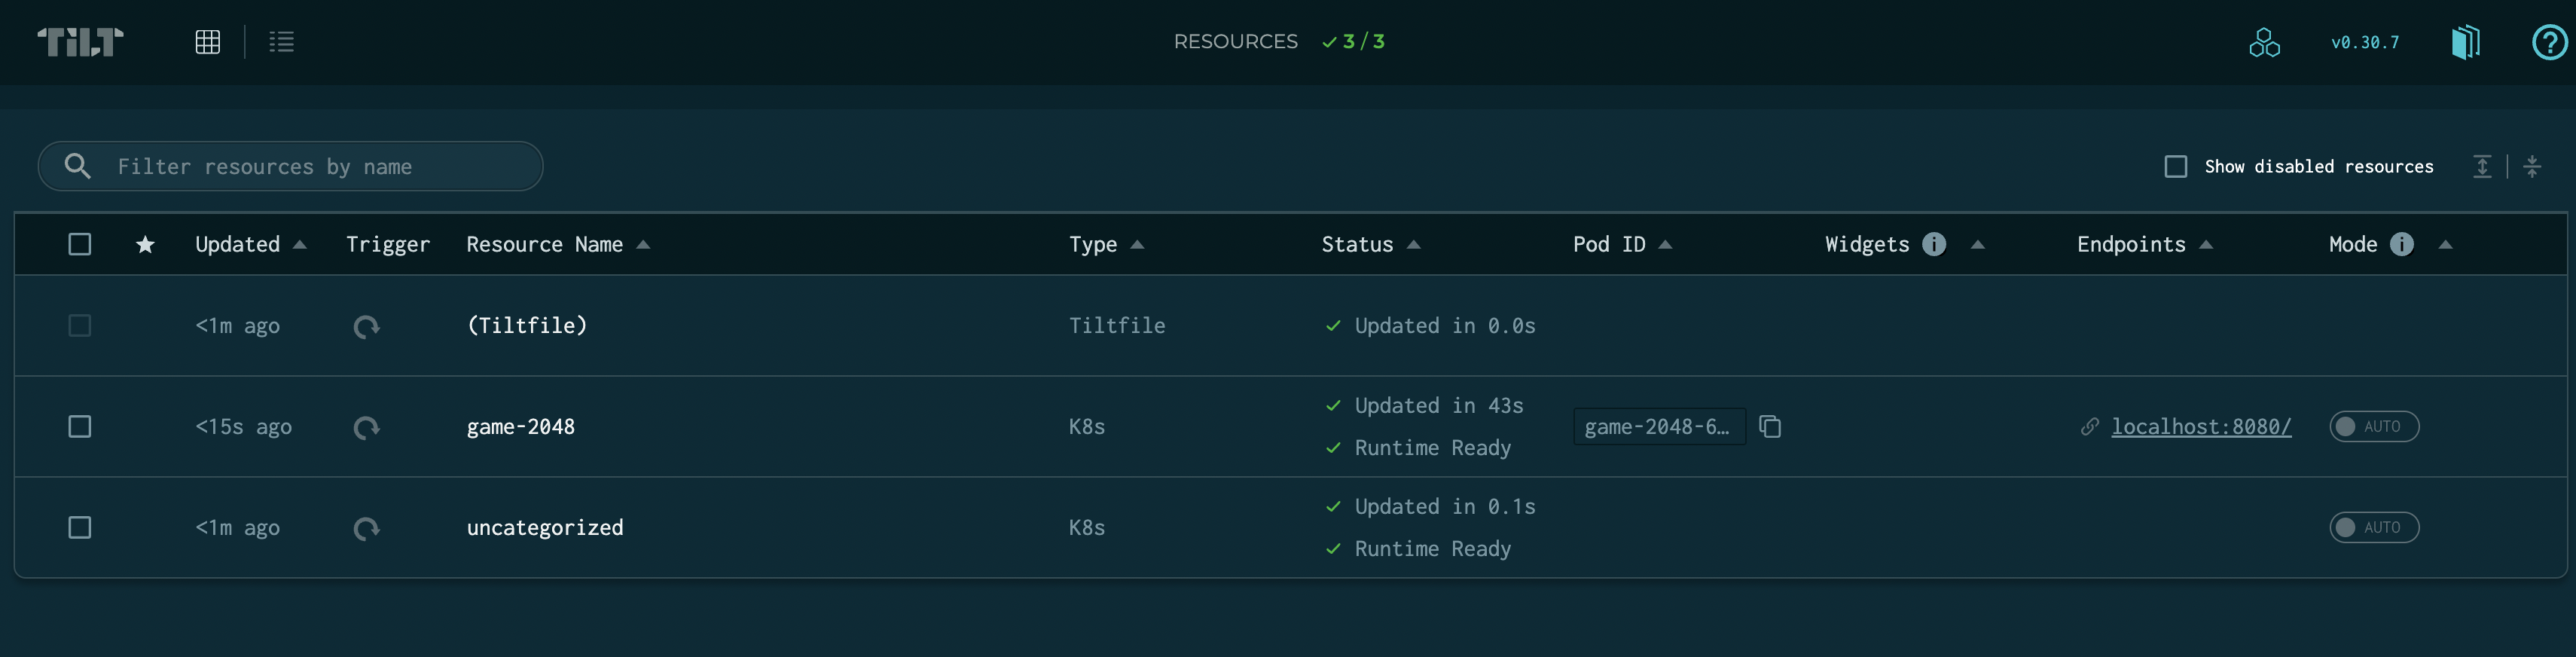 TILT
RESOURCES 3/3
v0.30.7
Filter resources by name
Show disabled resources
Updated Trigger Resource Name Type Status Pod ID Widgets Endpoints Mode
<1m ago (Tiltfile) Tiltfile Updated in 0.0s
<15s ago game-2048 K8s Updated in 43s game-2048-6… localhost:8080/ AUTO
Runtime Ready
<1m ago uncategorized K8s Updated in 0.1s AUTO
Runtime Ready